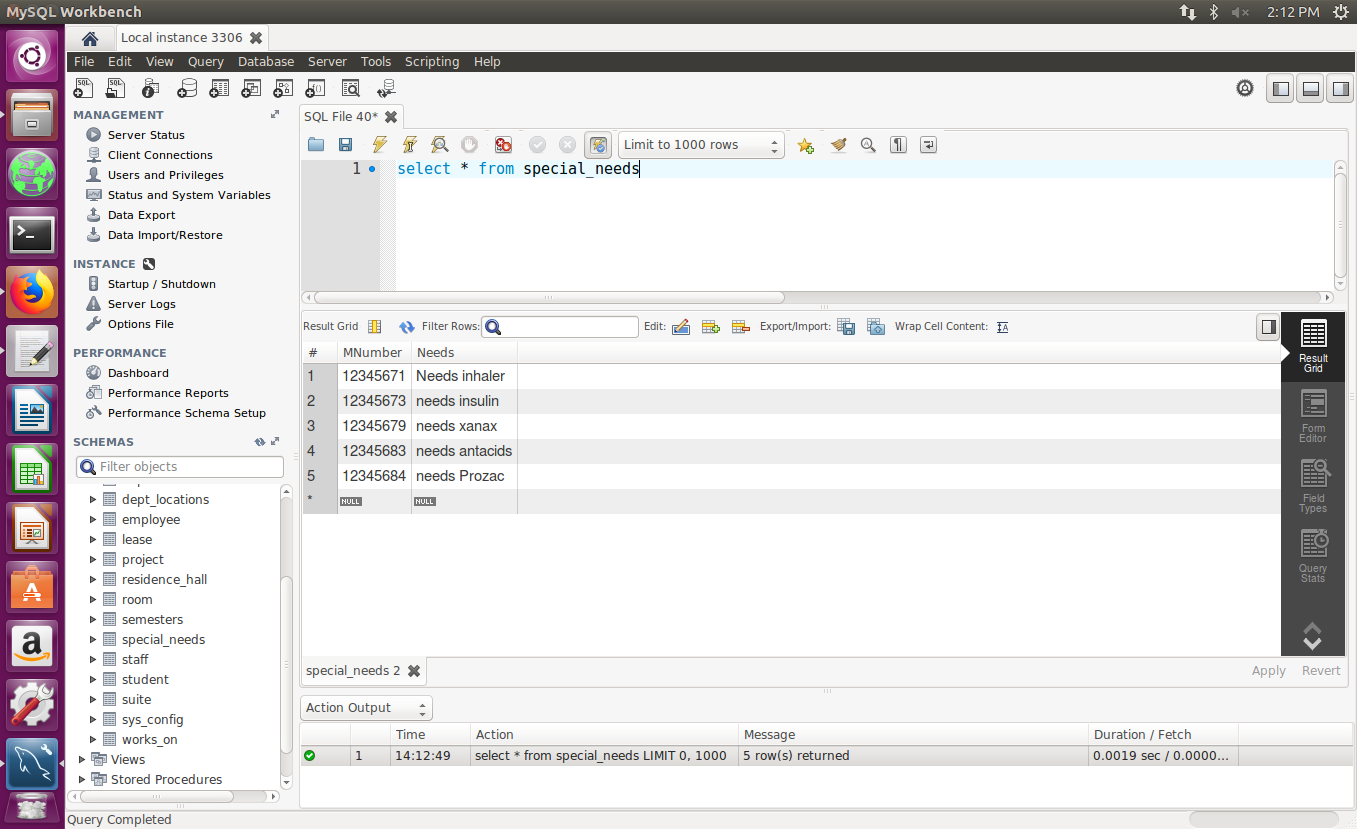 MySQL Workbench
2:12 PM
Local instance 3306
File Edit View Query Database Server Tools Scripting Help
MANAGEMENT
Server Status
Client Connections
Users and Privileges
Status and System Variables
Data Export
Data Import/Restore
INSTANCE
Startup / Shutdown
Server Logs
Options File
PERFORMANCE
Dashboard
Performance Reports
Performance Schema Setup
SCHEMAS
Filter objects
dept_locations
employee
lease
project
residence_hall
room
semesters
special_needs
staff
student
suite
sys_config
works_on
Views
Stored Procedures
SQL File 40*
Limit to 1000 rows
1 select * from special_needs
Result Grid Filter Rows: Edit: Export/Import: Wrap Cell Content:
# MNumber Needs
1 12345671 Needs inhaler
2 12345673 needs insulin
3 12345679 needs xanax
4 12345683 needs antacids
5 12345684 needs Prozac
* NULL NULL
Result
Grid
Form
Editor
Field
Types
Query
Stats
special_needs 2
Apply Revert
Action Output
Time Action Message Duration / Fetch
1 14:12:49 select * from special_needs LIMIT 0, 1000 5 row(s) returned 0.0019 sec / 0.0000...
Query Completed